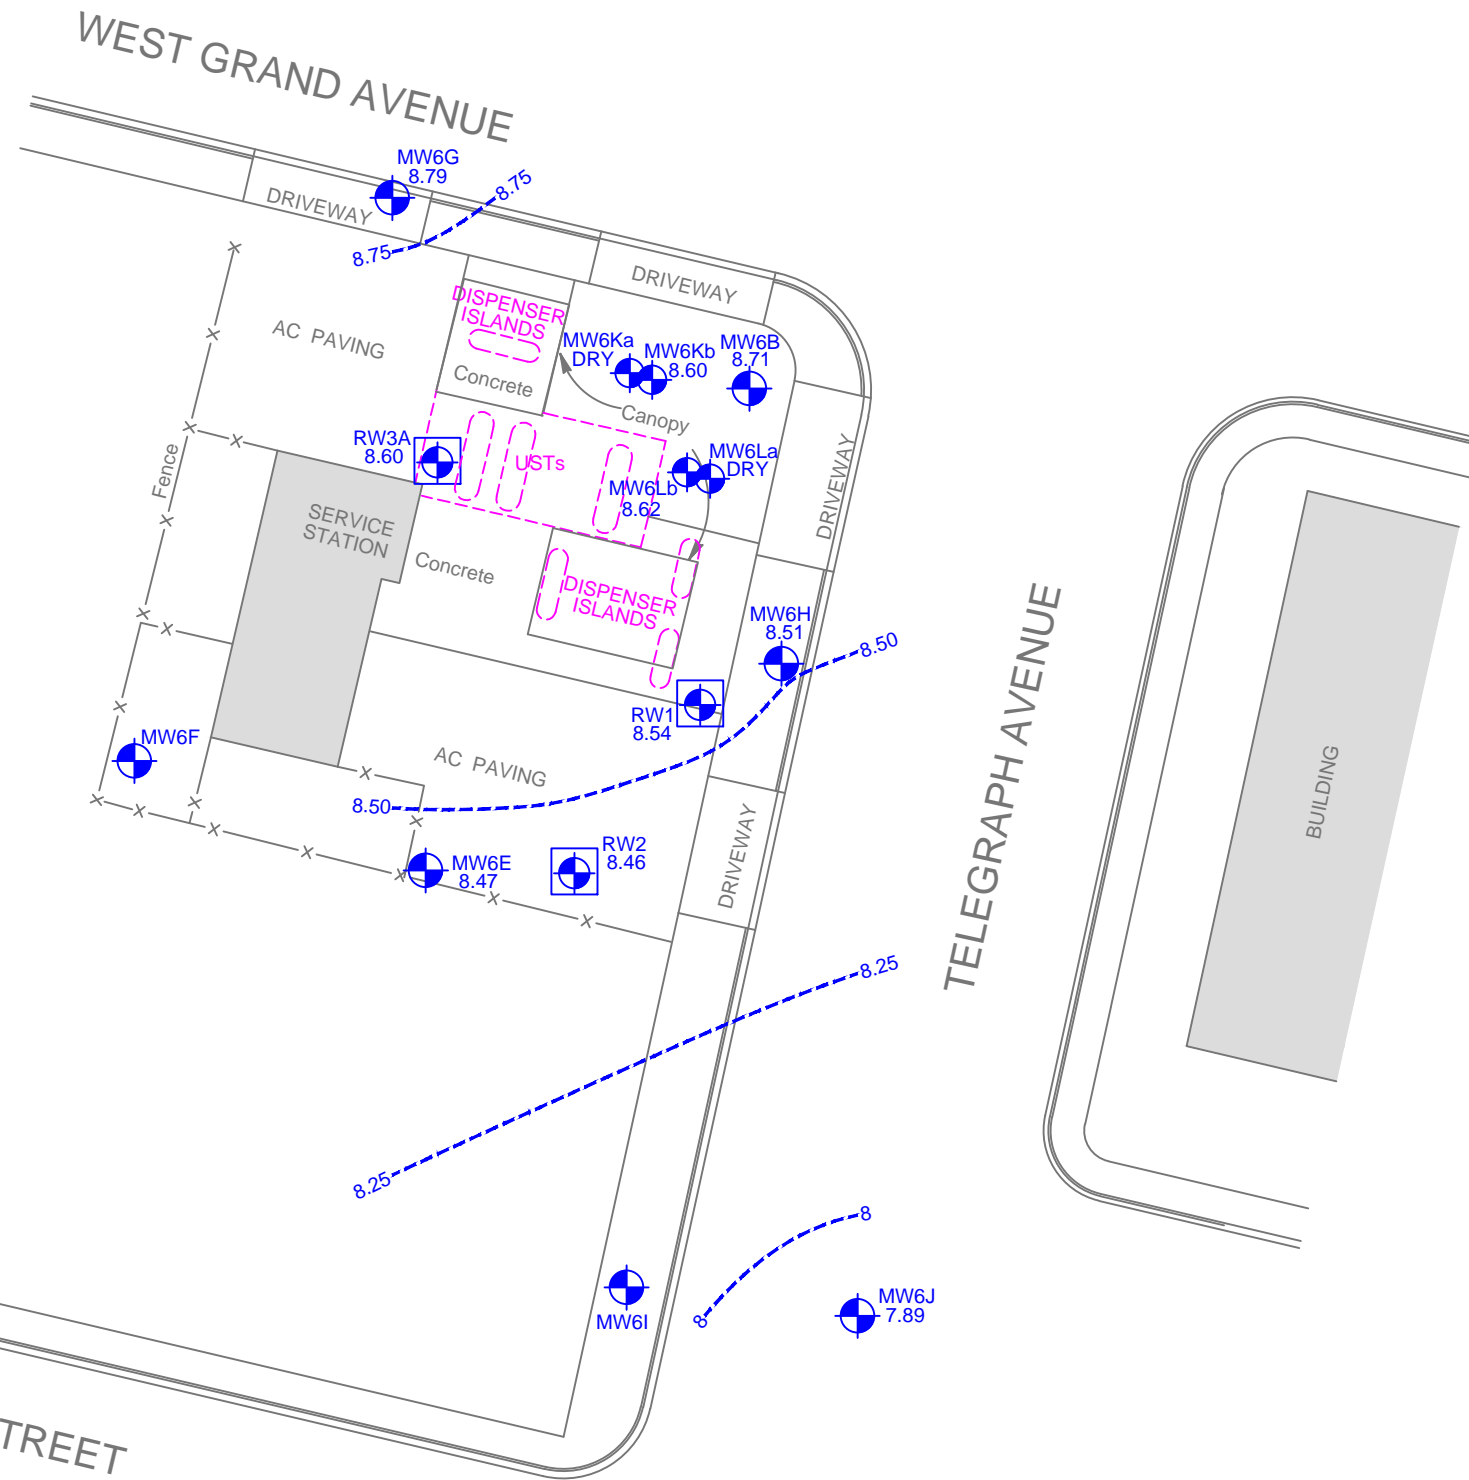 WEST GRAND AVENUE
MW6G
8.79
8.75
DRIVEWAY
8.75
DRIVEWAY
DISPENSER
ISLANDS
AC PAVING
MW6Ka
DRY
MW6Kb
8.60
MW6B
8.71
Concrete
Canopy
RW3A
8.60
Fence
USTs
MW6La
DRY
MW6Lb
8.62
DRIVEWAY
SERVICE
STATION
Concrete
DISPENSER
ISLANDS
MW6H
8.51
8.50
TELEGRAPH AVENUE
RW1
8.54
MW6F
AC PAVING
BUILDING
8.50
DRIVEWAY
MW6E
8.47
RW2
8.46
8.25
8.25
8
MW6I
8
MW6J
7.89
TREET